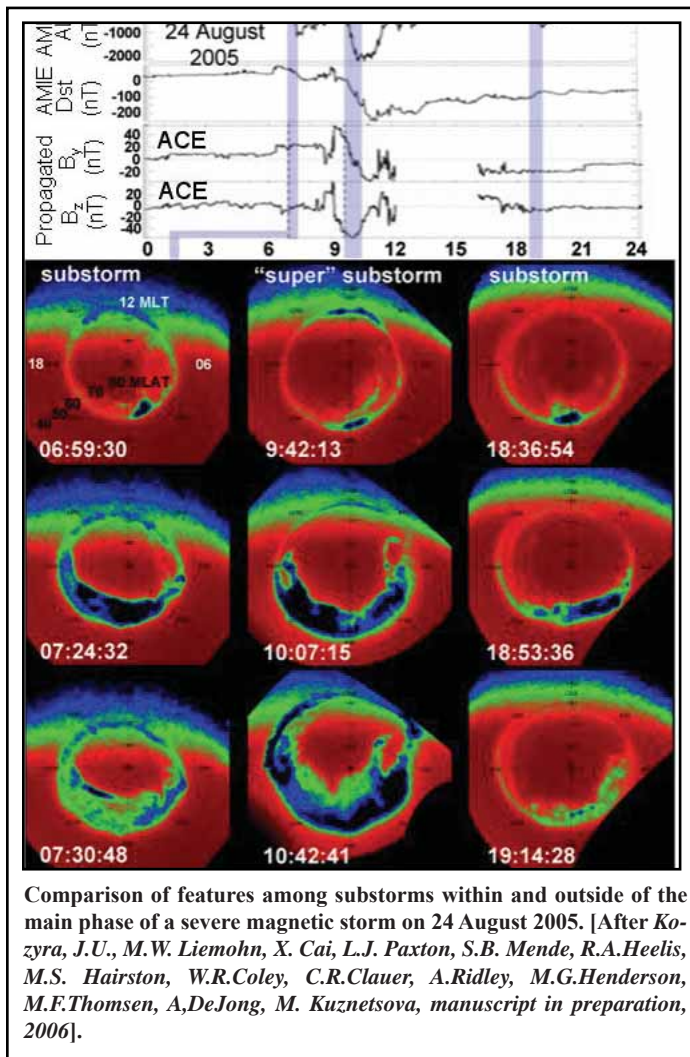 AMI
AL
(nT)
-1000
-2000
24 August
2005
AMIE
Dst
(nT)
0
-100
-200
Propagated
By
(nT)
40
20
0
-20
ACE
Bz
(nT)
20
0
-20
-40
ACE
0 3 6 9 12 15 18 21 24
substorm "super" substorm substorm
12 MLT
18 06
80 MLAT
70
60
50
40
06:59:30 9:42:13 18:36:54
07:24:32 10:07:15 18:53:36
07:30:48 10:42:41 19:14:28
Comparison of features among substorms within and outside of the
main phase of a severe magnetic storm on 24 August 2005. [After Ko-
zyra, J.U., M.W. Liemohn, X. Cai, L.J. Paxton, S.B. Mende, R.A.Heelis,
M.S. Hairston, W.R.Coley, C.R.Clauer, A.Ridley, M.G.Henderson,
M.F.Thomsen, A,DeJong, M. Kuznetsova, manuscript in preparation,
2006].